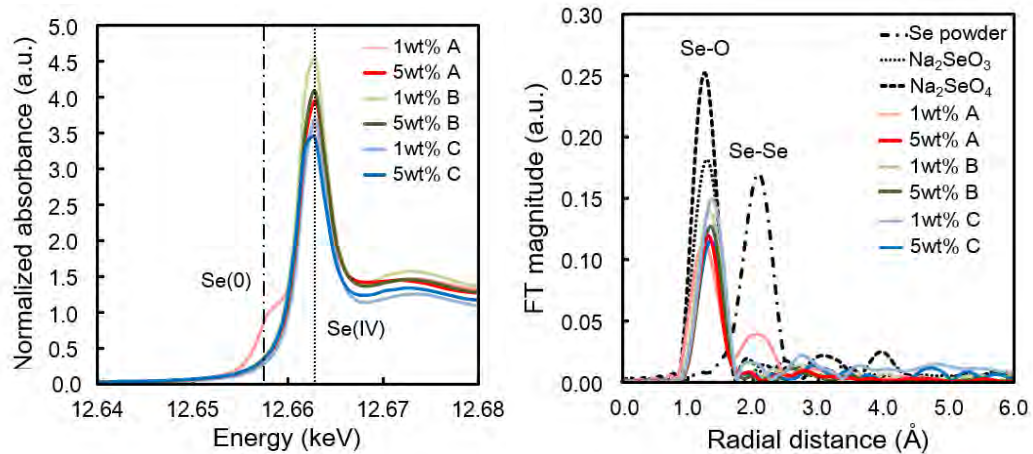 Normalized absorbance (a.u.)
5.0
4.5
4.0
3.5
3.0
2.5
2.0
1.5
1.0
0.5
0.0
1wt% A
5wt% A
1wt% B
5wt% B
1wt% C
5wt% C
Se(0)
Se(IV)
12.64
12.65
12.66
12.67
12.68
Energy (keV)
FT magnitude (a.u.)
0.30
0.25
0.20
0.15
0.10
0.05
0.00
Se-O
Se-Se
Se powder
Na₂SeO₃
Na₂SeO₄
1wt% A
5wt% A
1wt% B
5wt% B
1wt% C
5wt% C
0.0
1.0
2.0
3.0
4.0
5.0
6.0
Radial distance (Å)